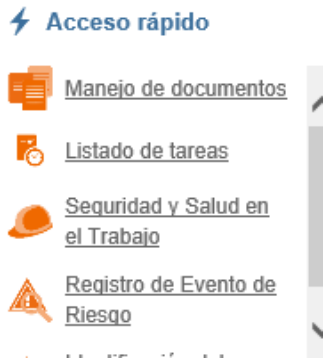 Acceso rápido
Manejo de documentos
Listado de tareas
Seguridad y Salud en
el Trabajo
Registro de Evento de
Riesgo